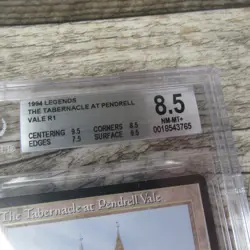 1994 LEGENDS
THE TABERNACLE AT PENDRELL
VALE R1
CENTERING 9.5 CORNERS 8.5
EDGES 7.5 SURFACE 9.5
8.5
NM-MT+
0019543765
The Tabernacle at Pendrell Vale